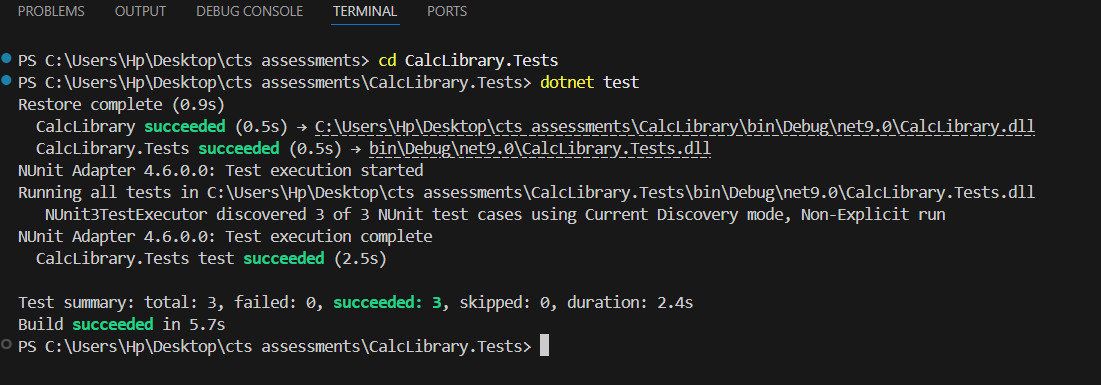 PROBLEMS OUTPUT DEBUG CONSOLE TERMINAL PORTS
PS C:\Users\Hp\Desktop\cts assessments> cd CalcLibrary.Tests
PS C:\Users\Hp\Desktop\cts assessments\CalcLibrary.Tests> dotnet test
Restore complete (0.9s)
  CalcLibrary succeeded (0.5s) → C:\Users\Hp\Desktop\cts assessments\CalcLibrary\bin\Debug\net9.0\CalcLibrary.dll
  CalcLibrary.Tests succeeded (0.5s) → bin\Debug\net9.0\CalcLibrary.Tests.dll
NUnit Adapter 4.6.0.0: Test execution started
Running all tests in C:\Users\Hp\Desktop\cts assessments\CalcLibrary.Tests\bin\Debug\net9.0\CalcLibrary.Tests.dll
   NUnit3TestExecutor discovered 3 of 3 NUnit test cases using Current Discovery mode, Non-Explicit run
NUnit Adapter 4.6.0.0: Test execution complete
  CalcLibrary.Tests test succeeded (2.5s)
Test summary: total: 3, failed: 0, succeeded: 3, skipped: 0, duration: 2.4s
Build succeeded in 5.7s
PS C:\Users\Hp\Desktop\cts assessments\CalcLibrary.Tests>